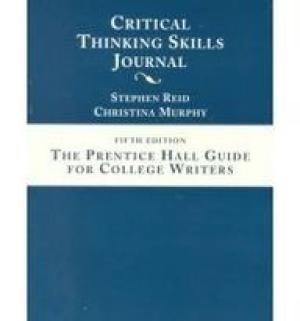 CRITICAL
THINKING SKILLS
JOURNAL
STEPHEN REID
CHRISTINA MURPHY
FIFTH EDITION
THE PRENTICE HALL GUIDE
FOR COLLEGE WRITERS